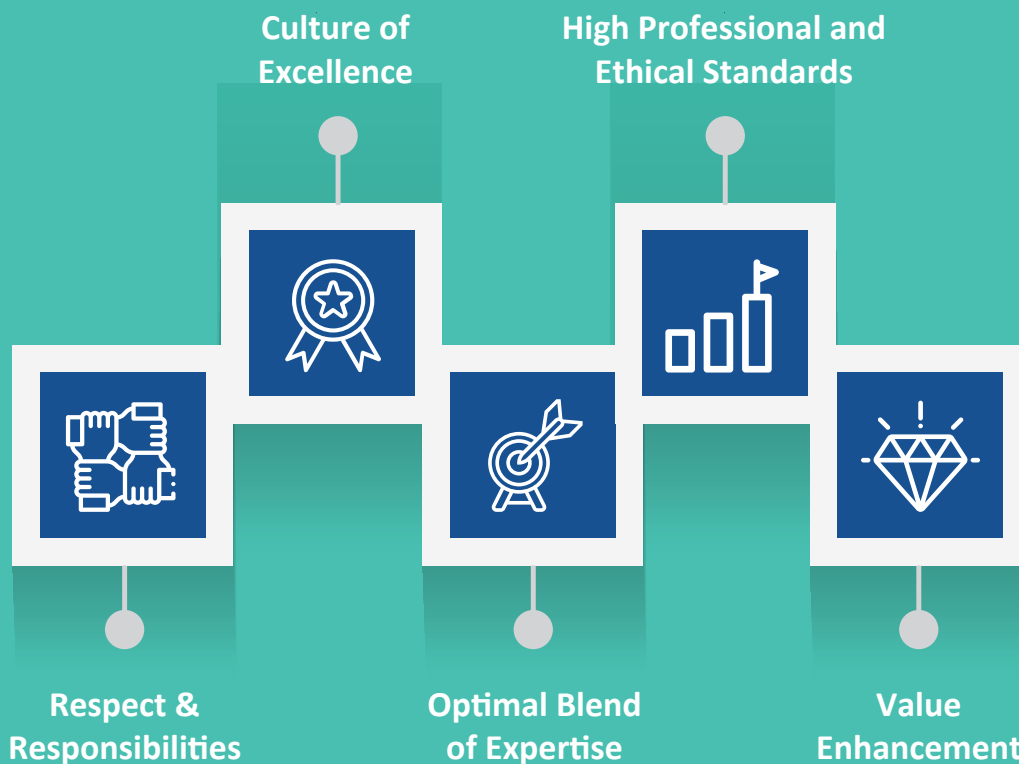 Culture of
Excellence
High Professional and
Ethical Standards
Respect &
Responsibilities
Optimal Blend
of Expertise
Value
Enhancement